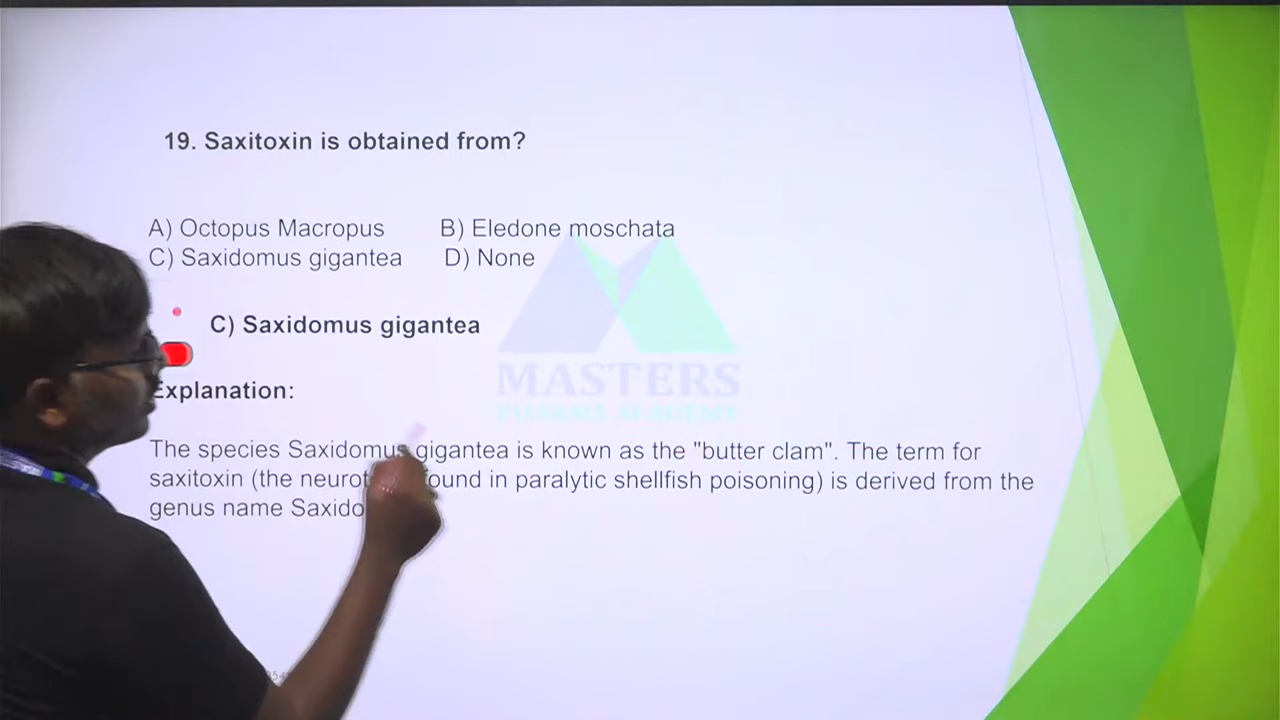 19. Saxitoxin is obtained from?
A) Octopus Macropus B) Eledone moschata
C) Saxidomus gigantea D) None
C) Saxidomus gigantea
MASTERS
Explanation:
The species Saxidomus gigantea is known as the "butter clam". The term for
saxitoxin (the found in paralytic shellfish poisoning) is derived from the
genus name